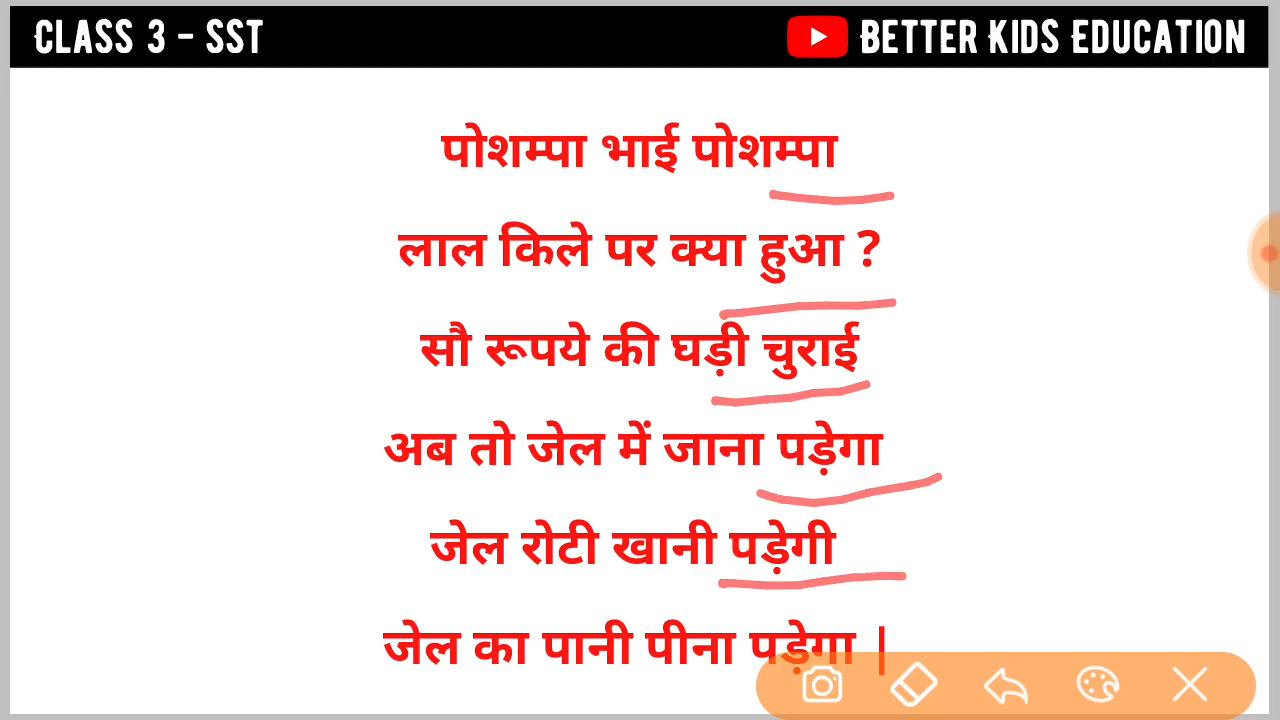 CLASS 3 - SST
BETTER KIDS EDUCATION
पोशम्पा भाई पोशम्पा
लाल किले पर क्या हुआ ?
सौ रूपये की घड़ी चुराई
अब तो जेल में जाना पड़ेगा
जेल रोटी खानी पड़ेगी
जेल का पानी पीना पड़ेगा |